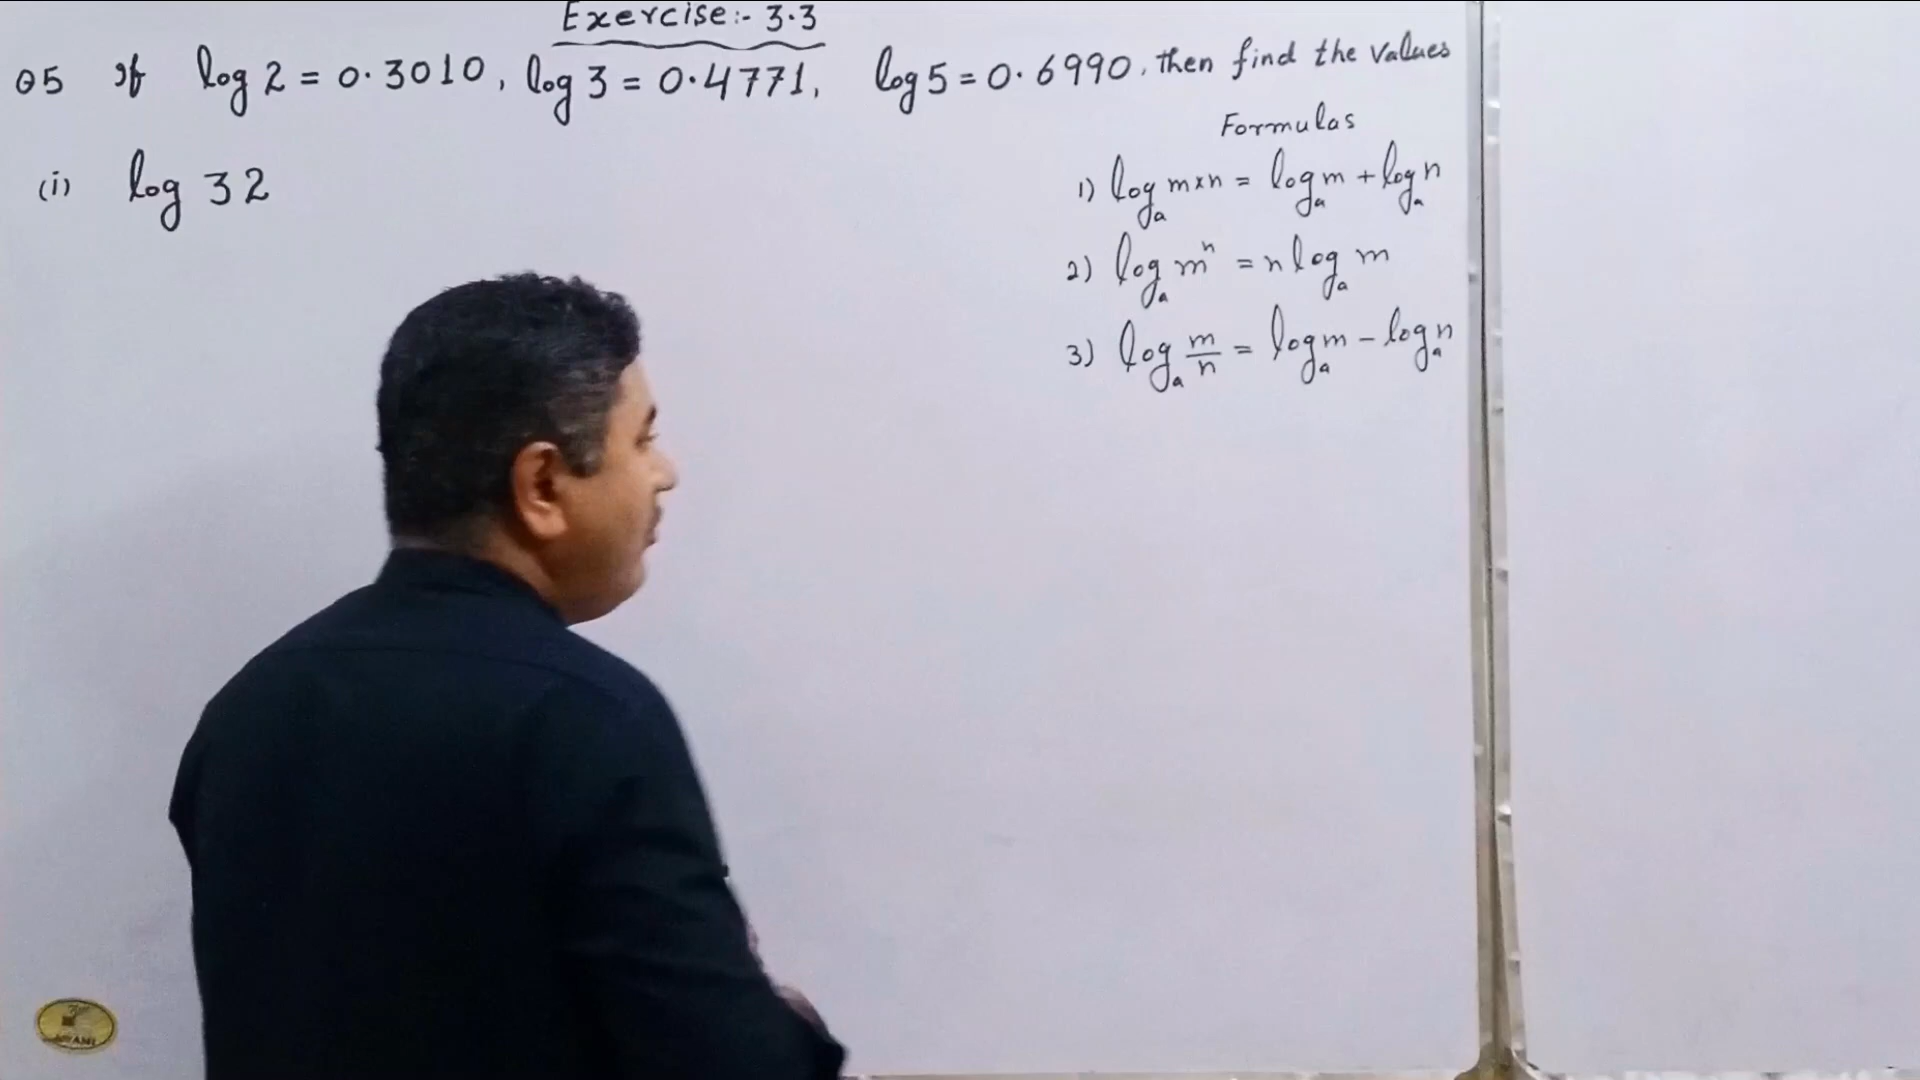 Exercise:- 3.3
Q5 If log 2 = 0.3010, log 3 = 0.4771, log 5 = 0.6990, then find the values
Formulas
(i) log 32
1) logₐ m×n = logₐ m + logₐ n
2) logₐ mⁿ = n logₐ m
3) logₐ m/n = logₐ m − logₐ n